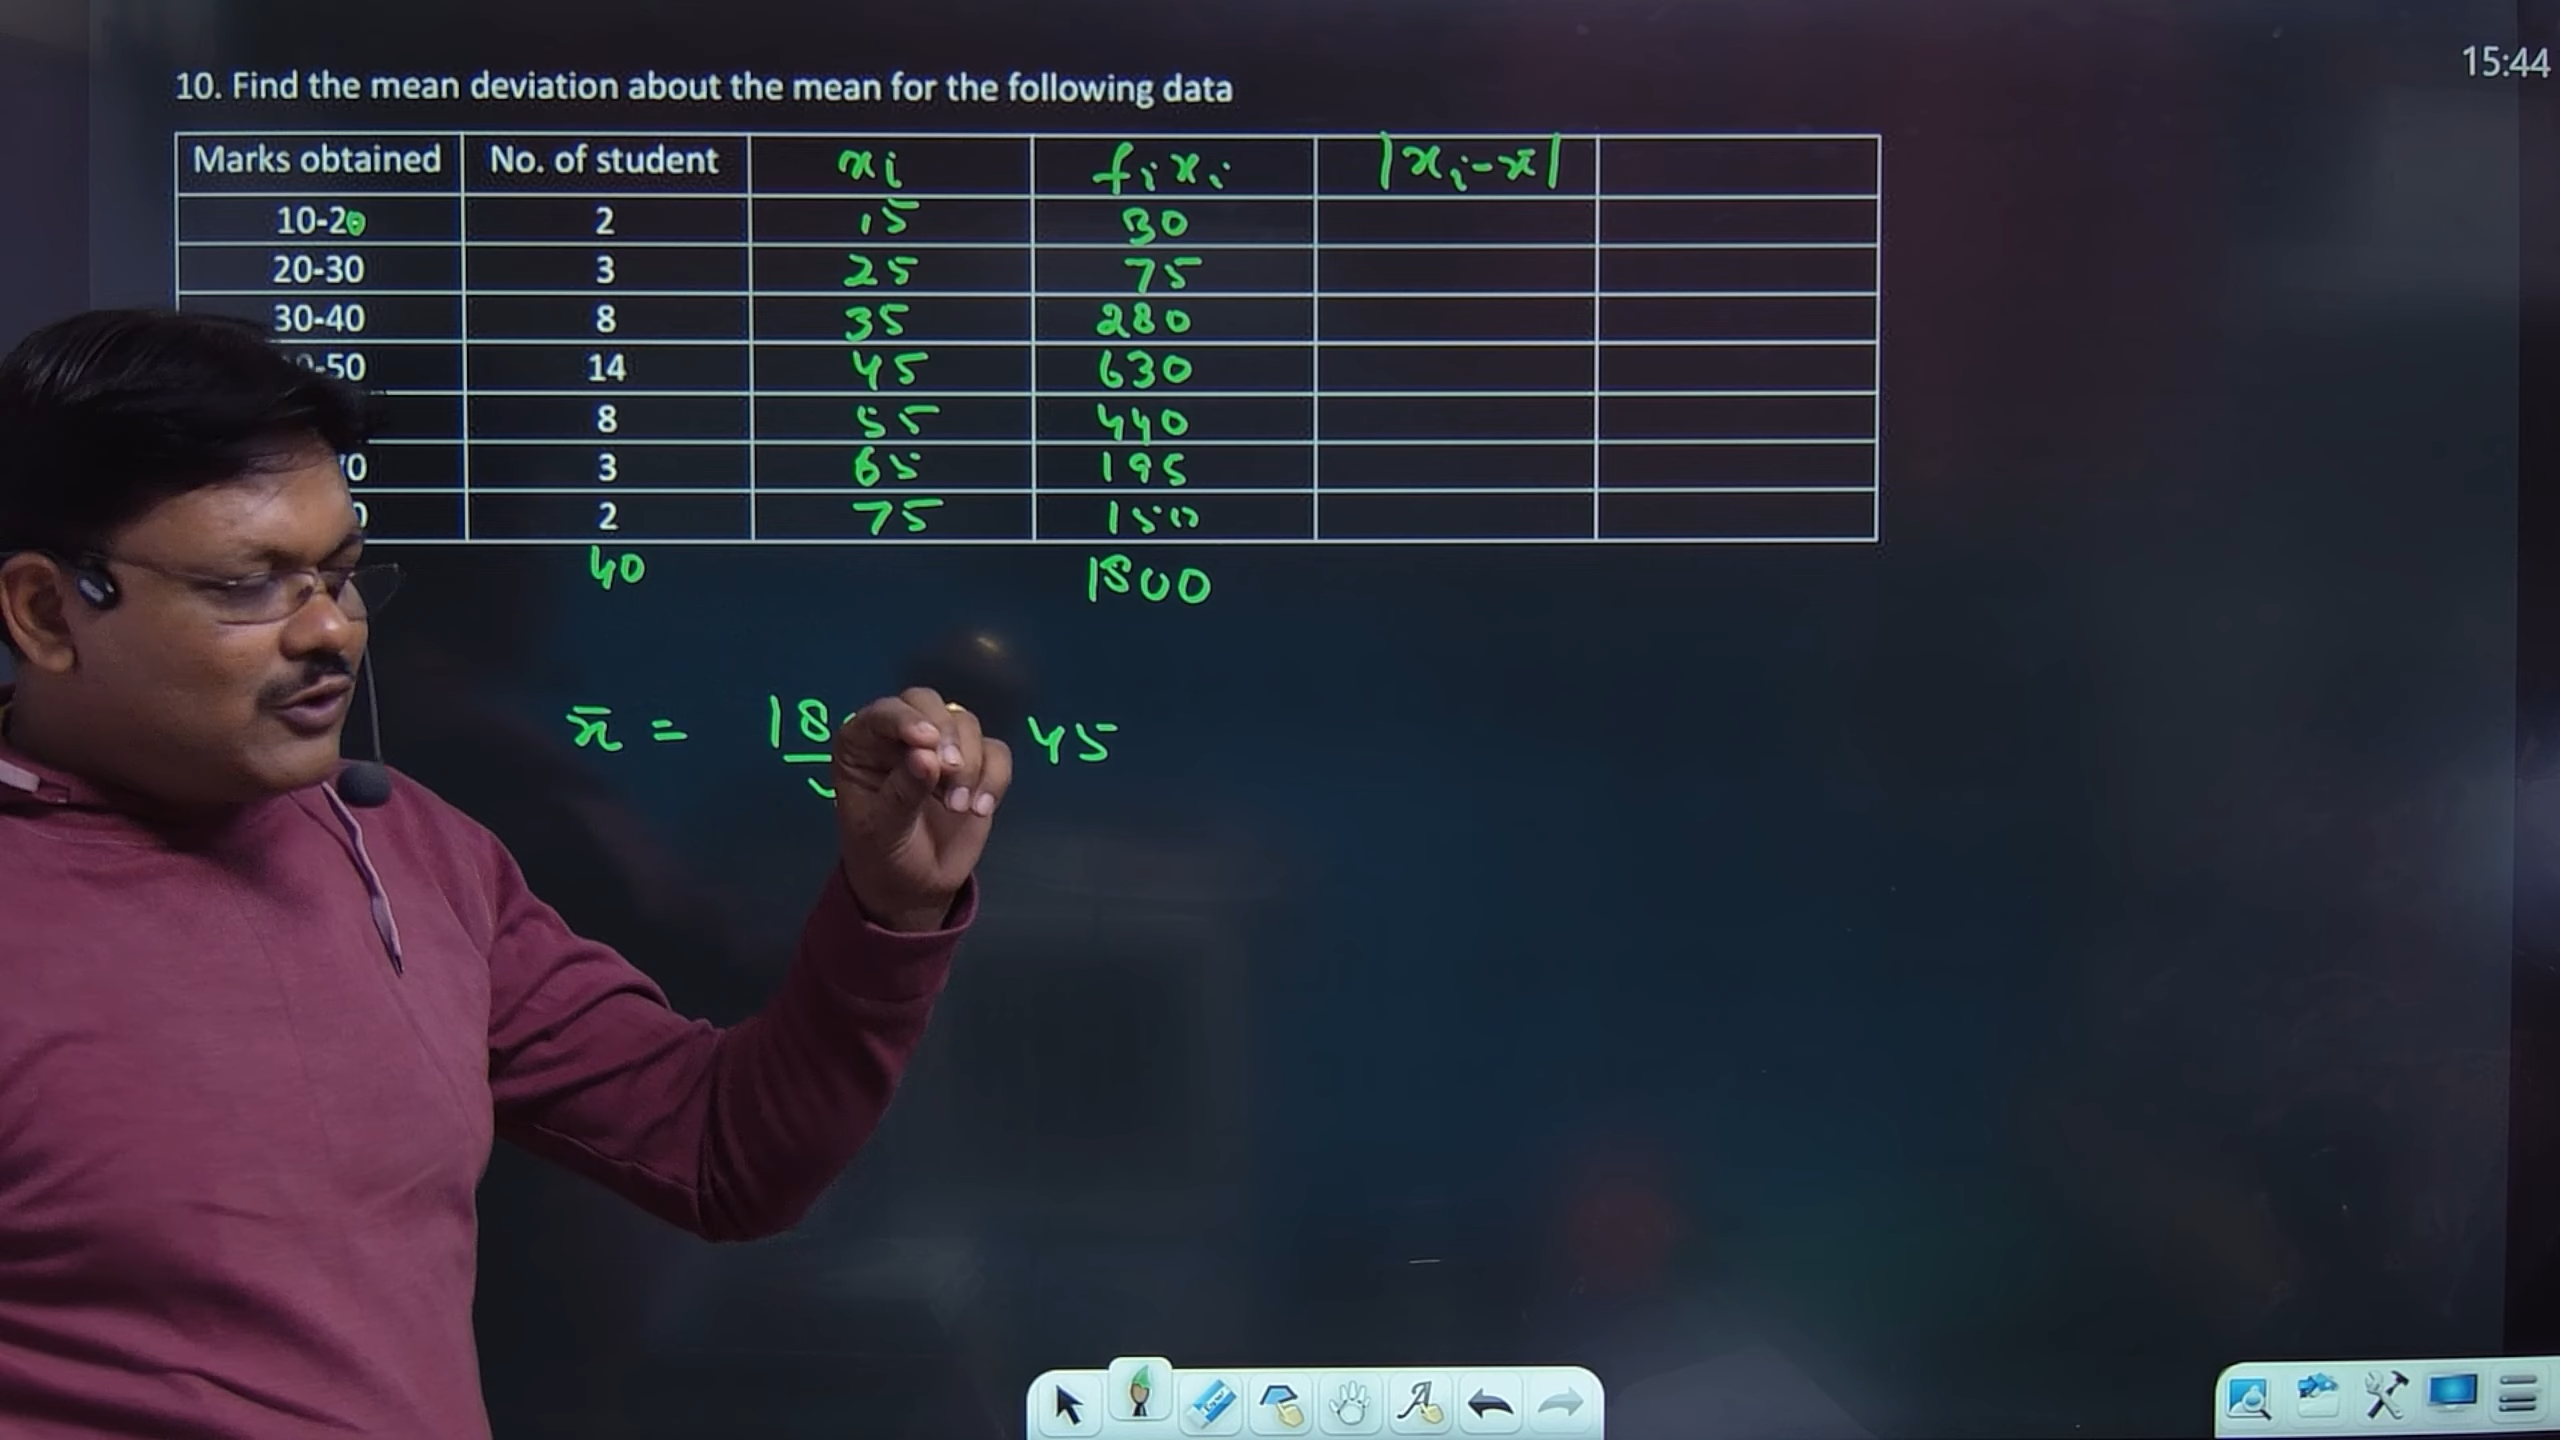 15:44
10. Find the mean deviation about the mean for the following data
Marks obtained No. of student xi fixi |xi-x̄|
10-20 2 15 30
20-30 3 25 75
30-40 8 35 280
-50 14 45 630
8 55 440
3 65 195
2 75 150
40 1800
x̄ = 18 45